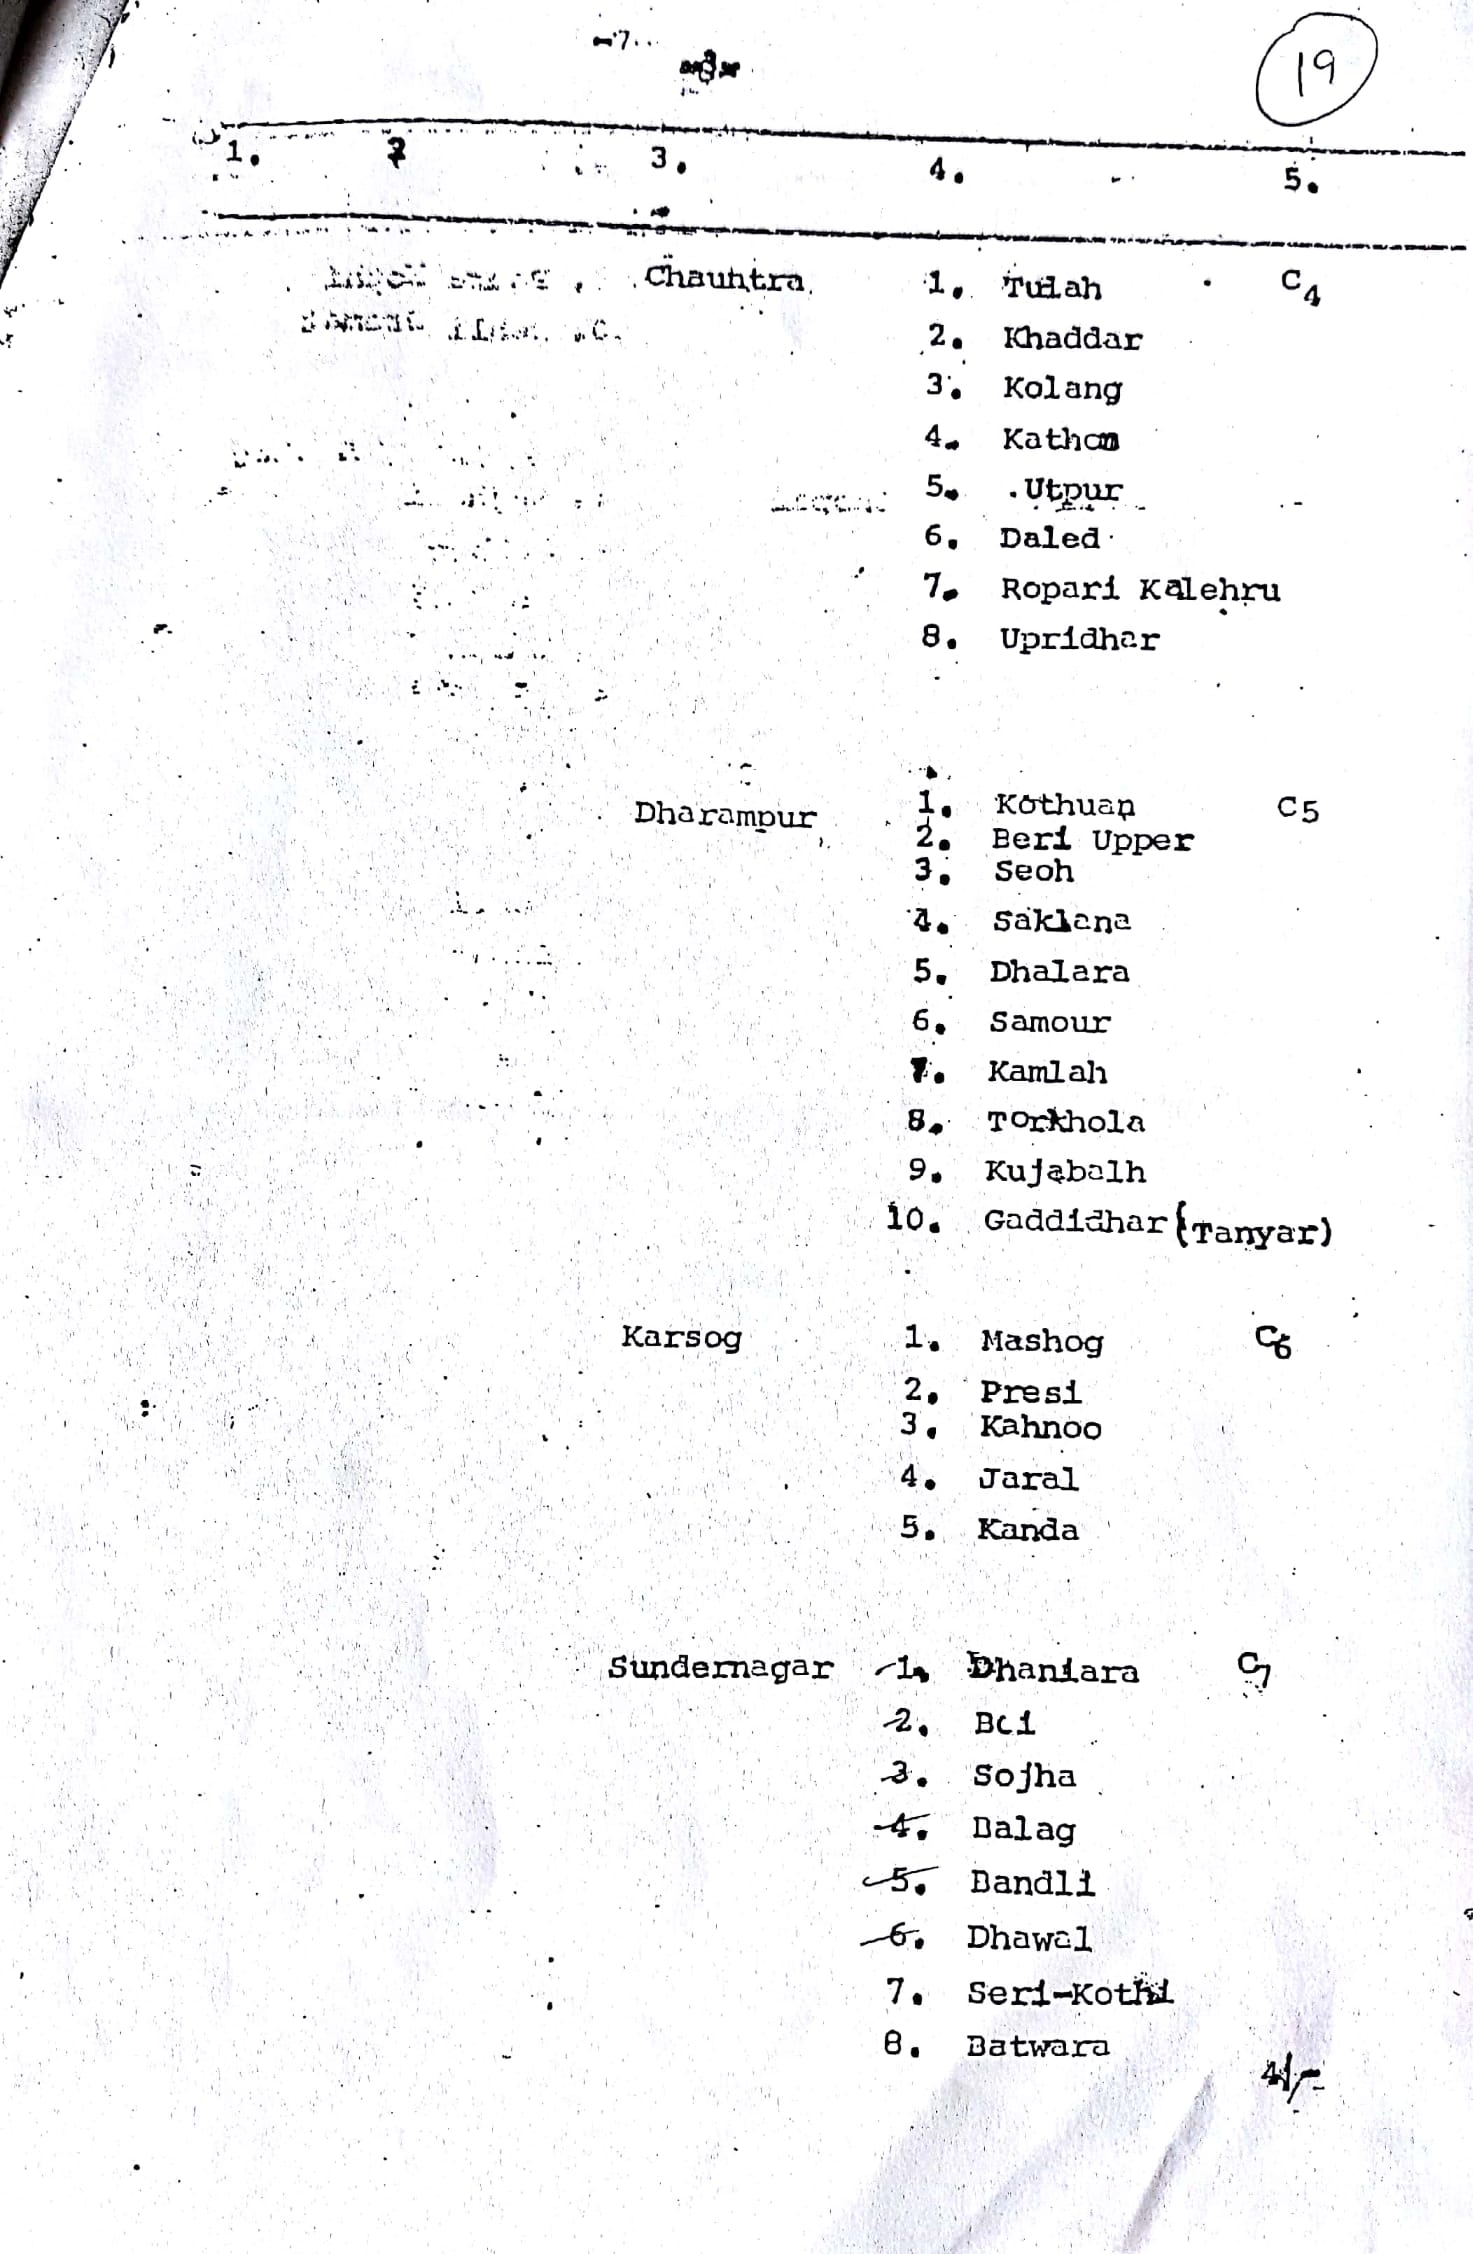 -7...
-3-
19
1. 2 3. 4. 5.
Chauntra 1. Tulah C4
2. Khaddar
3. Kolang
4. Kathon
5. Utpur
6. Daled
7. Ropari Kalehru
8. Upridhar
Dharampur 1. Kothuan C5
2. Beri Upper
3. Seoh
4. Saklana
5. Dhalara
6. Samour
7. Kamlah
8. Torkhola
9. Kujabalh
10. Gaddidhar (Tanyar)
Karsog 1. Mashog C6
2. Presi
3. Kahnoo
4. Jaral
5. Kanda
Sundernagar 1. Dhaniara C7
2. Boi
3. Sojha
4. Balag
5. Bandli
6. Dhawal
7. Seri-Kothi
8. Batwara
4/-